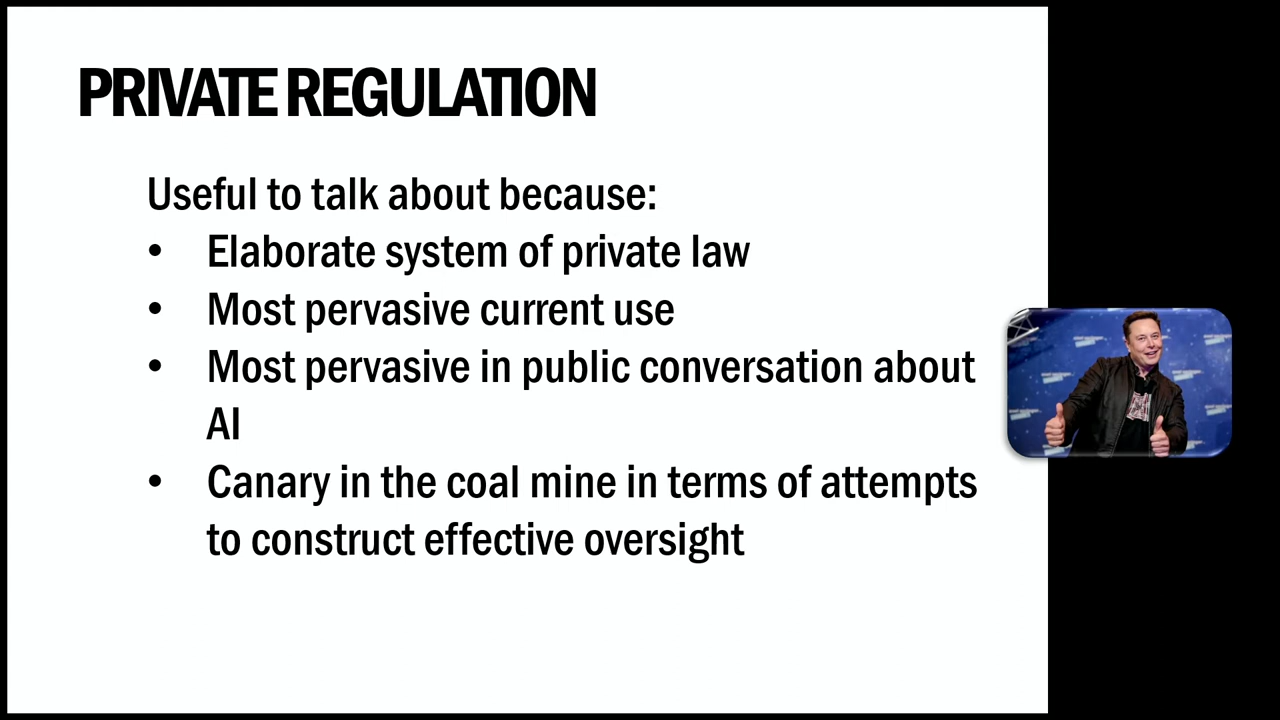 PRIVATE REGULATION
Useful to talk about because:
• Elaborate system of private law
• Most pervasive current use
• Most pervasive in public conversation about
AI
• Canary in the coal mine in terms of attempts
to construct effective oversight